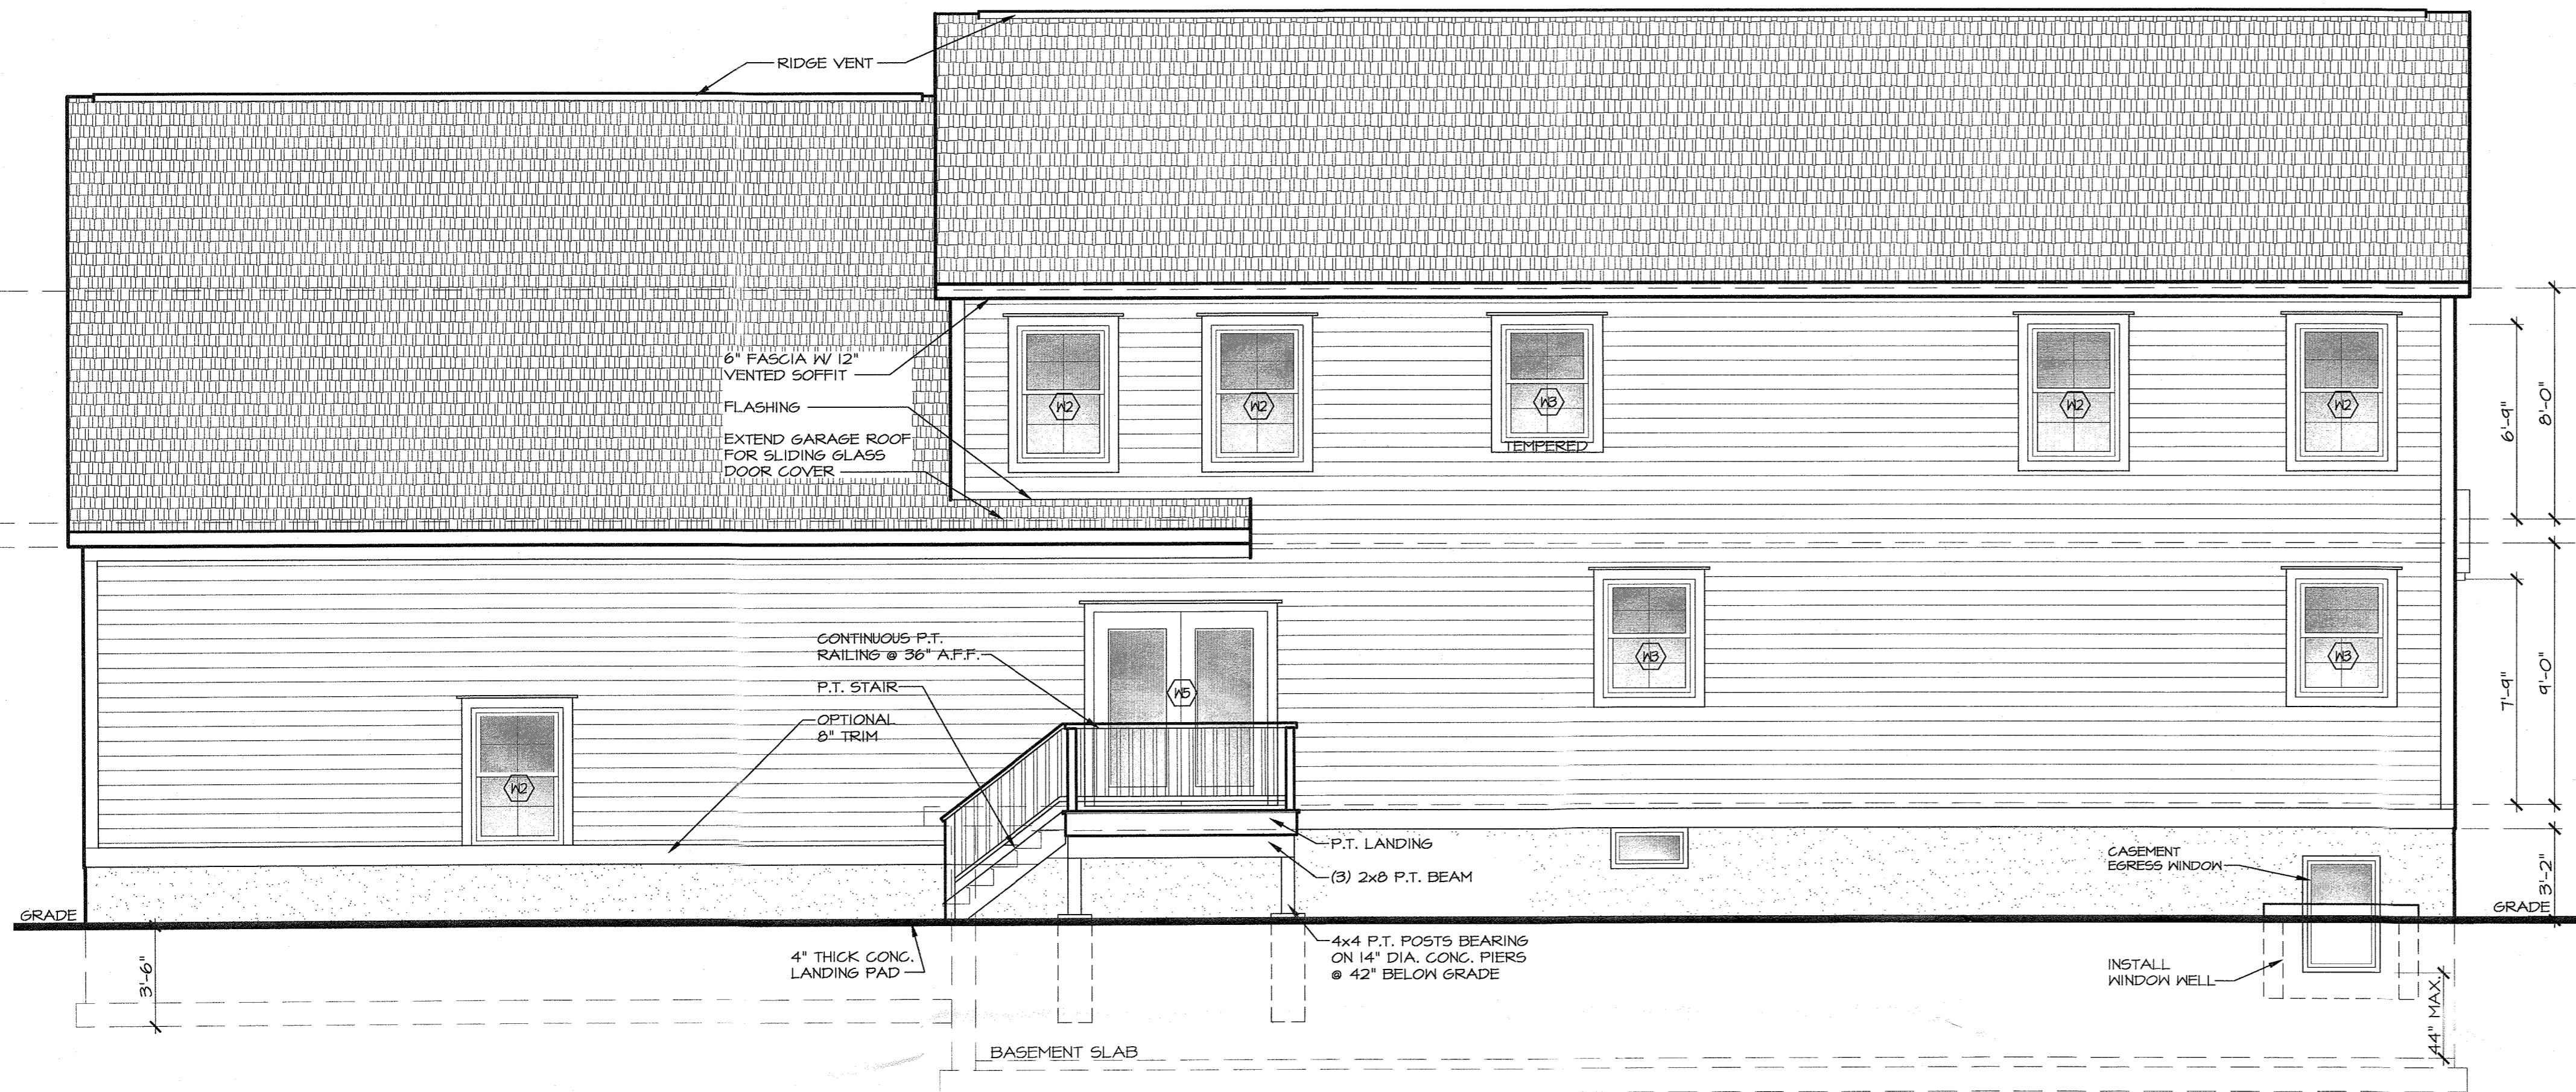 RIDGE VENT
6" FASCIA W/ 12"
VENTED SOFFIT
FLASHING
EXTEND GARAGE ROOF
FOR SLIDING GLASS
DOOR COVER
W2
W2
W3
TEMPERED
W2
W2
6'-9"
8'-0"
CONTINUOUS P.T.
RAILING @ 36" A.F.F.
P.T. STAIR
OPTIONAL
8" TRIM
W2
W5
W3
W3
7'-9"
9'-0"
P.T. LANDING
(3) 2x8 P.T. BEAM
CASEMENT
EGRESS WINDOW
3'-2"
GRADE
GRADE
3'-6"
4" THICK CONC.
LANDING PAD
4x4 P.T. POSTS BEARING
ON 14" DIA. CONC. PIERS
@ 42" BELOW GRADE
INSTALL
WINDOW WELL
44" MAX.
BASEMENT SLAB